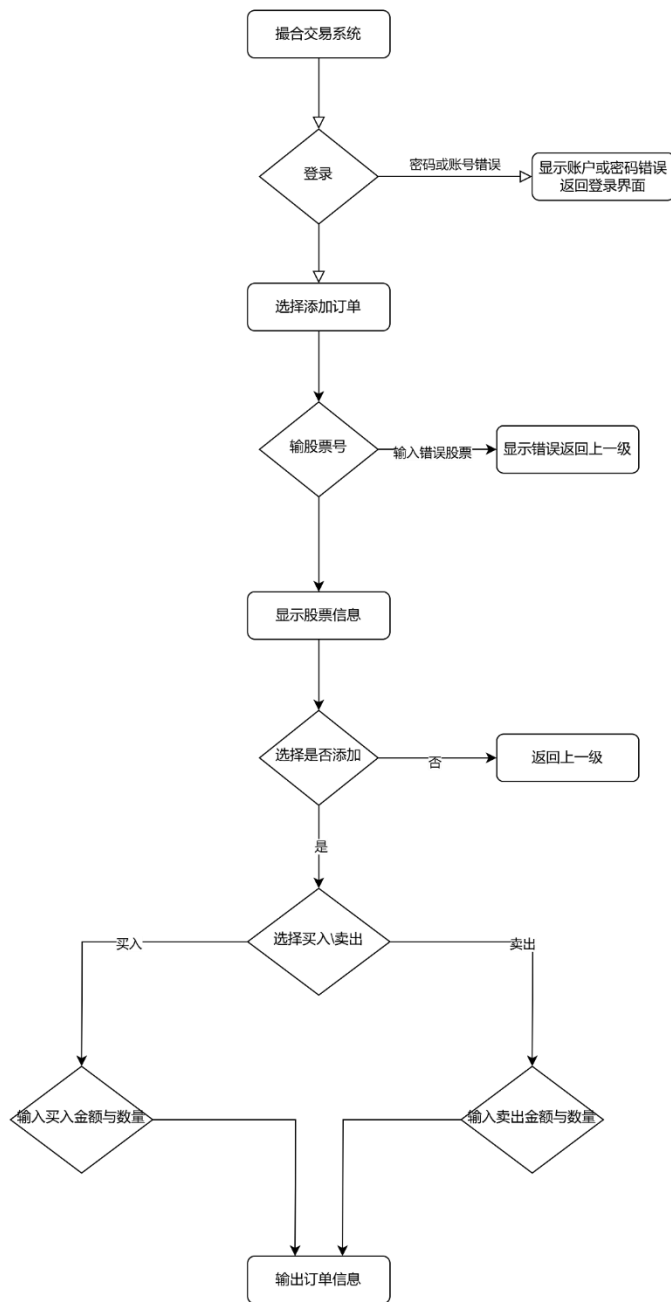 撮合交易系统
登录
密码或账号错误
显示账户或密码错误
返回登录界面
选择添加订单
输股票号
输入错误股票
显示错误返回上一级
显示股票信息
选择是否添加
否
返回上一级
是
选择买入\卖出
买入
卖出
输入买入金额与数量
输入卖出金额与数量
输出订单信息